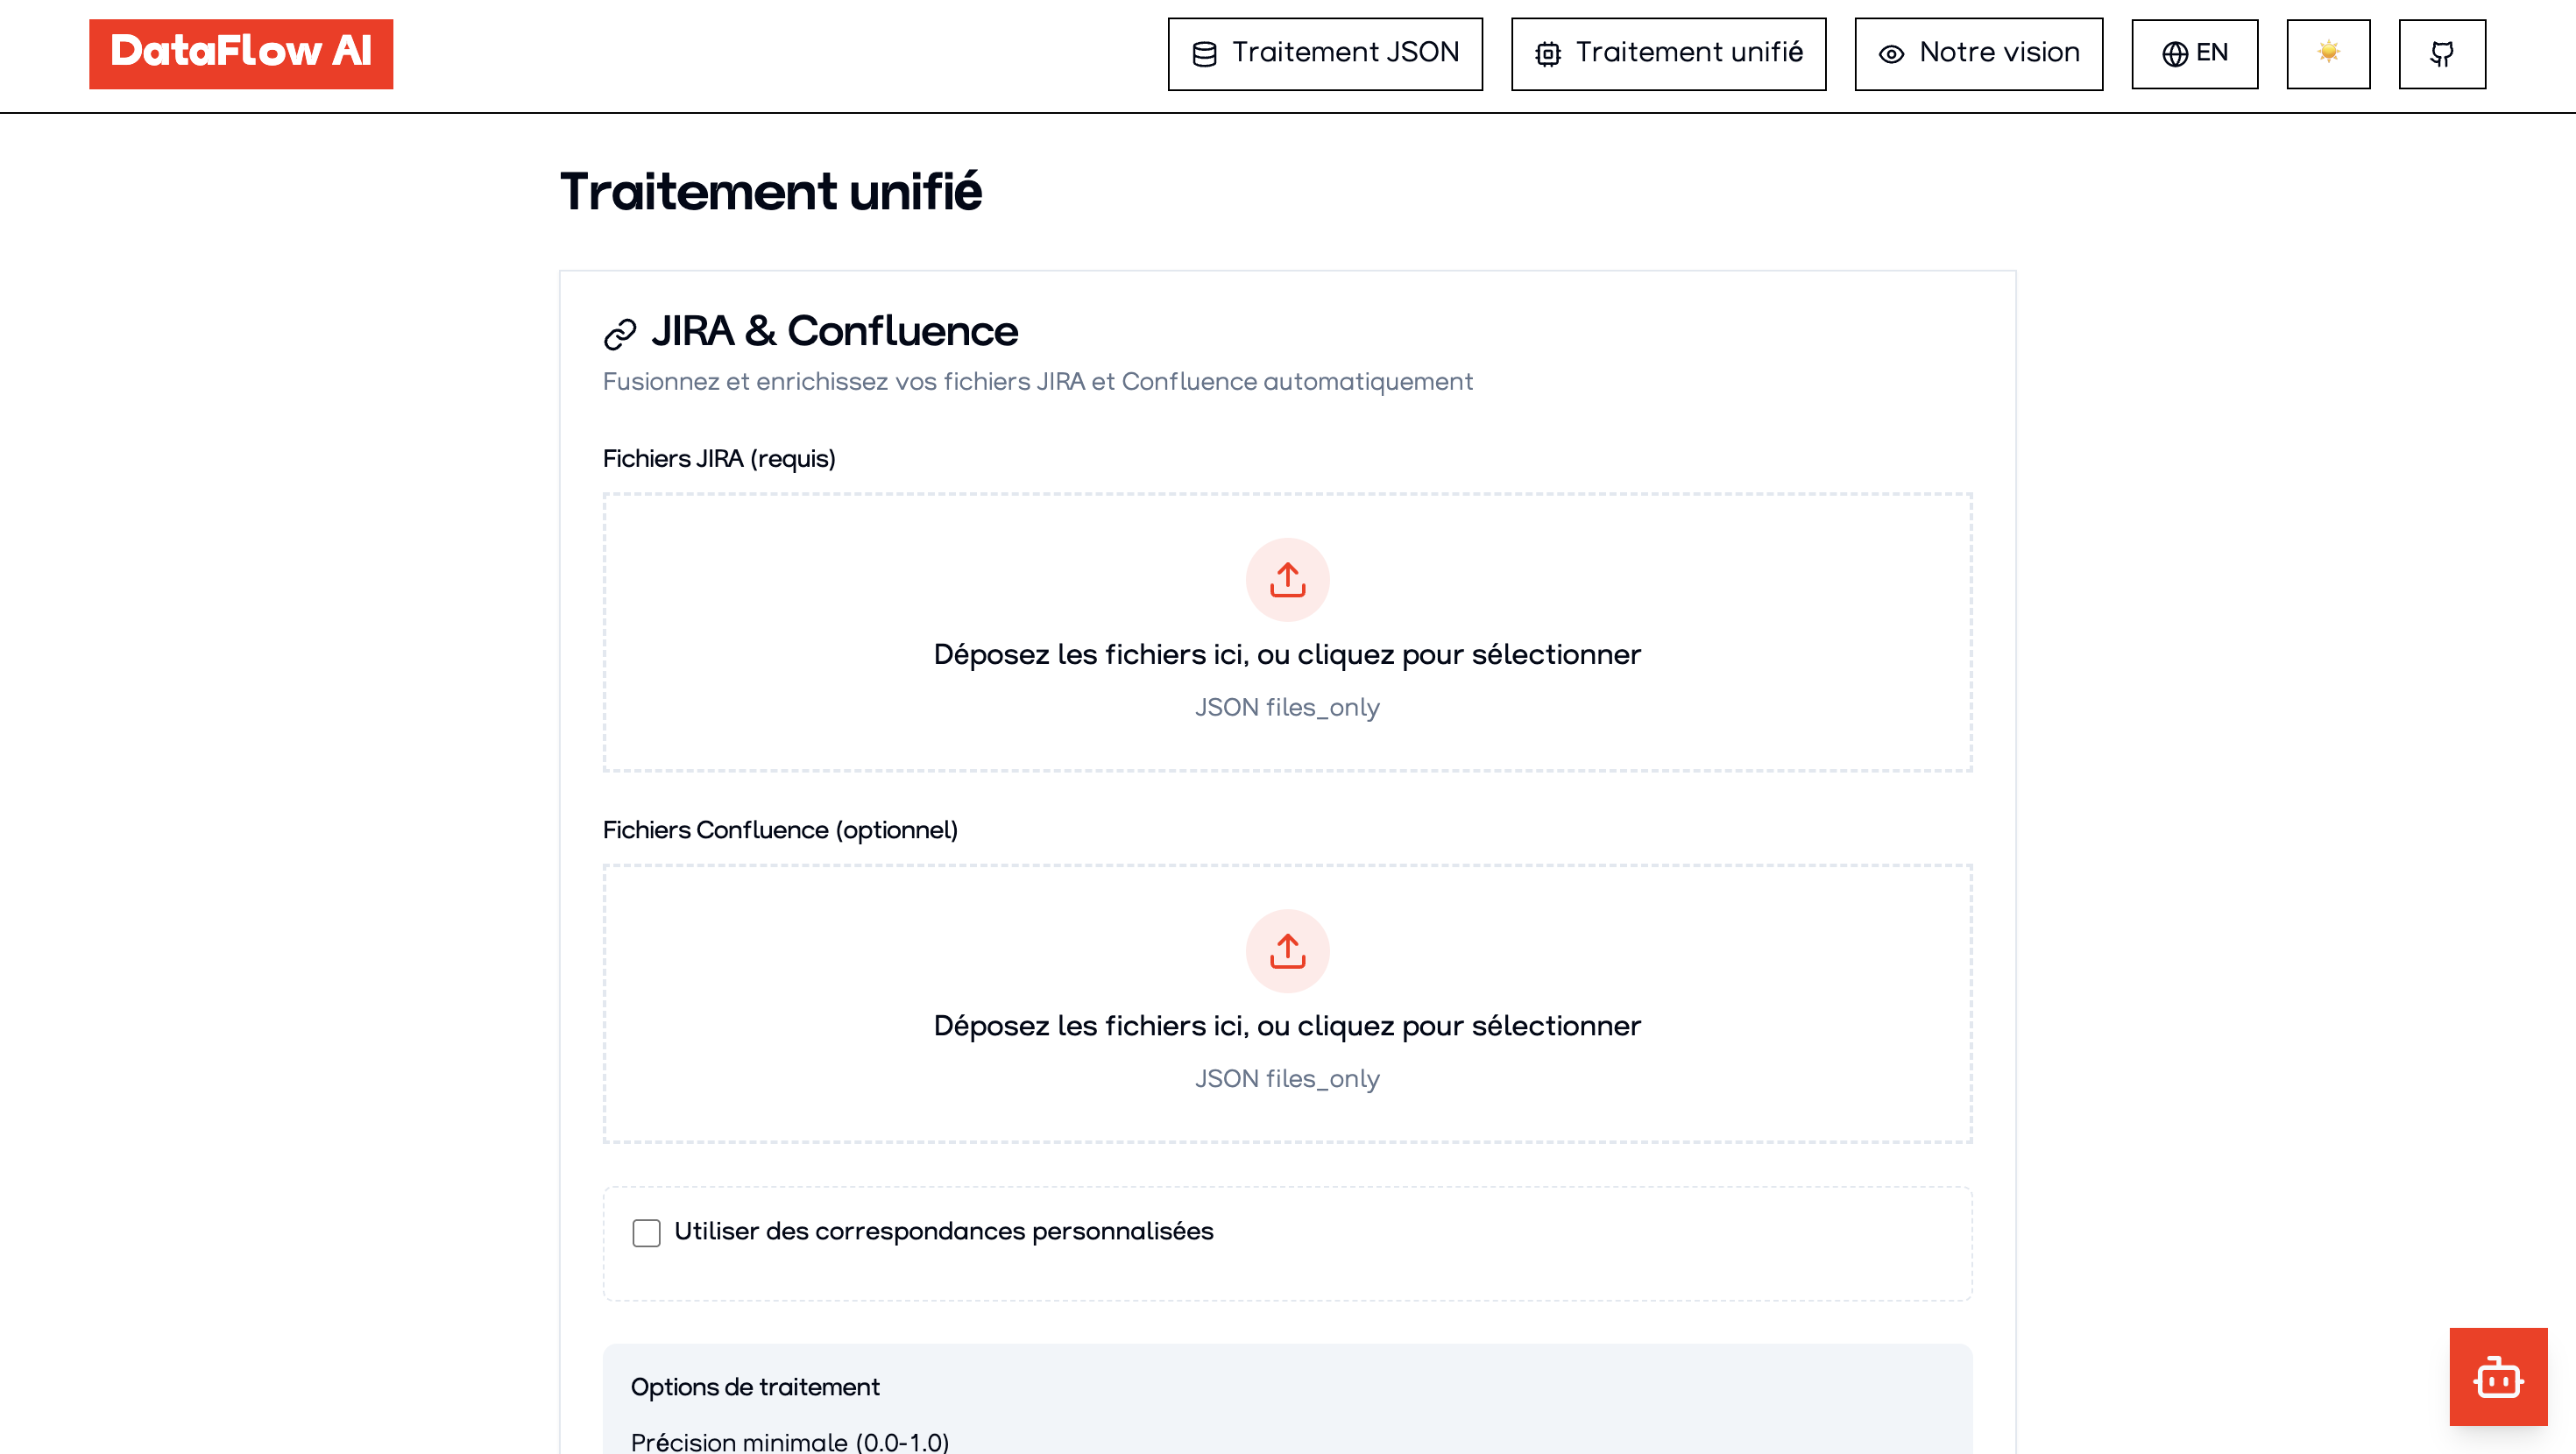 DataFlow AI
Traitement JSON
Traitement unifié
Notre vision
EN
Traitement unifié
JIRA & Confluence
Fusionnez et enrichissez vos fichiers JIRA et Confluence automatiquement
Fichiers JIRA (requis)
Déposez les fichiers ici, ou cliquez pour sélectionner
JSON files_only
Fichiers Confluence (optionnel)
Déposez les fichiers ici, ou cliquez pour sélectionner
JSON files_only
Utiliser des correspondances personnalisées
Options de traitement
Précision minimale (0.0-1.0)